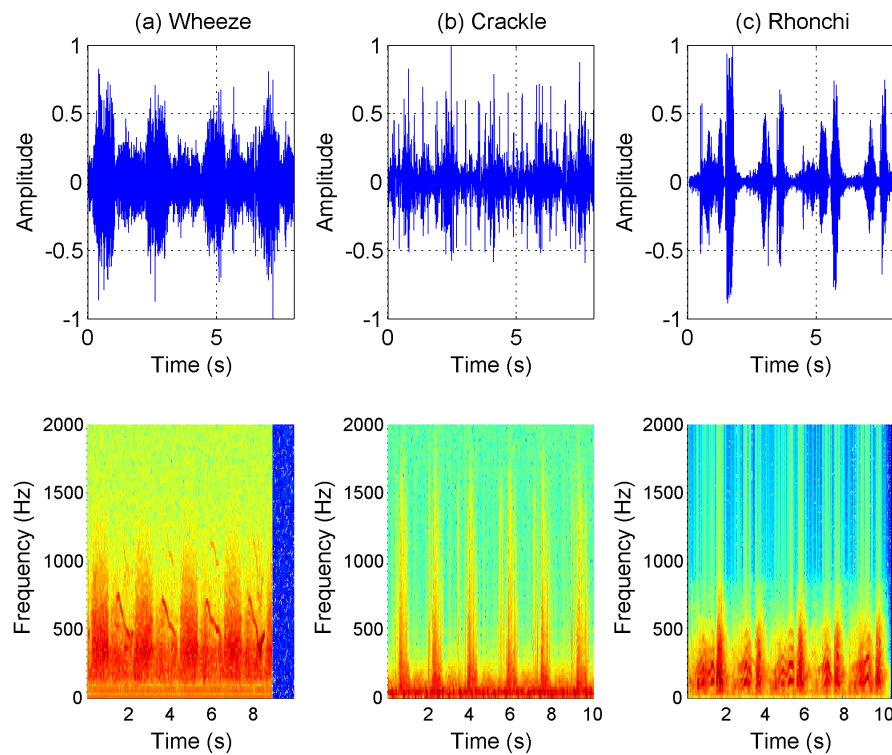 (a) Wheeze
(b) Crackle
(c) Rhonchi
1
0.5
0
-0.5
-1
Amplitude
0
5
Time (s)
1
0.5
0
-0.5
-1
Amplitude
0
5
Time (s)
1
0.5
0
-0.5
-1
Amplitude
0
5
Time (s)
2000
1500
1000
500
0
Frequency (Hz)
2 4 6 8
Time (s)
2000
1500
1000
500
0
Frequency (Hz)
2 4 6 8 10
Time (s)
2000
1500
1000
500
0
Frequency (Hz)
2 4 6 8 10
Time (s)